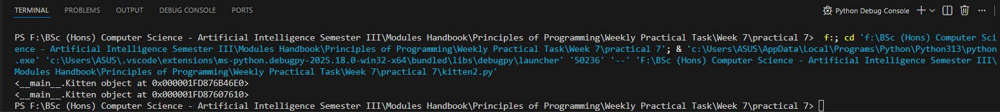 TERMINAL PROBLEMS OUTPUT DEBUG CONSOLE PORTS Python Debug Console
PS F:\BSc (Hons) Computer Science - Artificial Intelligence Semester III\Modules Handbook\Principles of Programming\Weekly Practical Task\Week 7\practical 7> f:; cd 'f:\BSc (Hons) Computer Sci
ence - Artificial Intelligence Semester III\Modules Handbook\Principles of Programming\Weekly Practical Task\Week 7\practical 7'; & 'c:\Users\ASUS\AppData\Local\Programs\Python\Python313\python
.exe' 'c:\Users\ASUS\.vscode\extensions\ms-python.debugpy-2025.18.0-win32-x64\bundled\libs\debugpy\launcher' '50236' '--' 'F:\BSc (Hons) Computer Science - Artificial Intelligence Semester III\
Modules Handbook\Principles of Programming\Weekly Practical Task\Week 7\practical 7\kitten2.py'
<__main__.Kitten object at 0x000001FD876B46E0>
<__main__.Kitten object at 0x000001FD87607610>
PS F:\BSc (Hons) Computer Science - Artificial Intelligence Semester III\Modules Handbook\Principles of Programming\Weekly Practical Task\Week 7\practical 7>